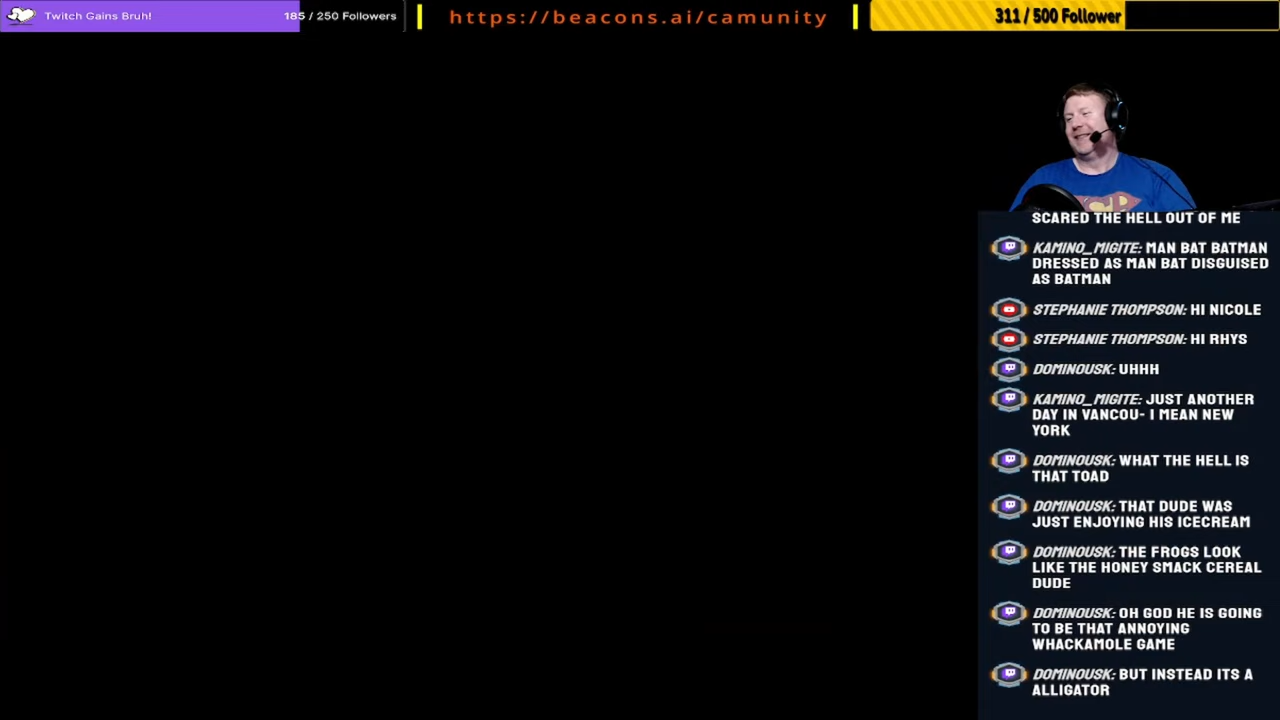 Twitch Gains Bruh!
185 / 250 Followers
https://beacons.ai/camunity
311 / 500 Follower
SCARED THE HELL OUT OF ME
KAMINO_MIGITE: MAN BAT BATMAN
DRESSED AS MAN BAT DISGUISED
AS BATMAN
STEPHANIE THOMPSON: HI NICOLE
STEPHANIE THOMPSON: HI RHYS
DOMINOUSK: UHHH
KAMINO_MIGITE: JUST ANOTHER
DAY IN VANCOU- I MEAN NEW
YORK
DOMINOUSK: WHAT THE HELL IS
THAT TOAD
DOMINOUSK: THAT DUDE WAS
JUST ENJOYING HIS ICECREAM
DOMINOUSK: THE FROGS LOOK
LIKE THE HONEY SMACK CEREAL
DUDE
DOMINOUSK: OH GOD HE IS GOING
TO BE THAT ANNOYING
WHACKAMOLE GAME
DOMINOUSK: BUT INSTEAD ITS A
ALLIGATOR